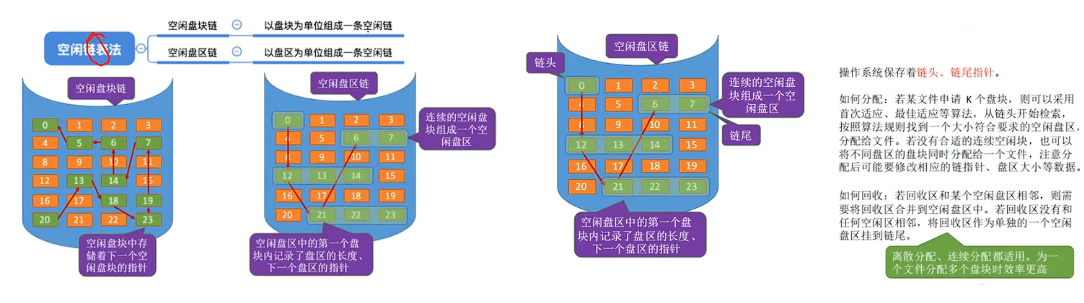 空闲链表法
空闲盘块链
以盘块为单位组成一条空闲链
空闲盘区链
以盘区为单位组成一条空闲链
空闲盘块链
0 1 2 3
4 5 6 7
8 9 10 11
12 13 14 15
16 17 18 19
20 21 22 23
空闲盘块中存
储着下一个空
闲盘块的指针
空闲盘区链
0 1 2 3
4 5 6 7
8 9 10 11
12 13 14 15
16 17 18 19
20 21 22 23
连续的空闲盘
块组成一个空
闲盘区
空闲盘区中的第一个盘
块内记录了盘区的长度、
下一个盘区的指针
空闲盘区链
链头
0 1 2 3
4 5 6 7
8 9 10 11
12 13 14 15
16 17 18 19
20 21 22 23
连续的空闲盘
块组成一个空
闲盘区
链尾
空闲盘区中的第一个盘
块内记录了盘区的长度、
下一个盘区的指针
操作系统保存着链头、链尾指针。
如何分配：若某文件申请 K 个盘块，则可以采用
首次适应、最佳适应等算法，从链头开始检索，
按照算法规则找到一个大小符合要求的空闲盘区，
分配给文件。若没有合适的连续空闲块，也可以
将不同盘区的盘块同时分配给一个文件，注意分
配后可能要修改相应的链指针、盘区大小等数据。
如何回收：若回收区和某个空闲盘区相邻，则需
要将回收区合并到空闲盘区中。若回收区没有和
任何空闲区相邻，将回收区作为单独的一个空闲
盘区挂到链尾。
离散分配、连续分配都适用。为一
个文件分配多个盘块时效率更高